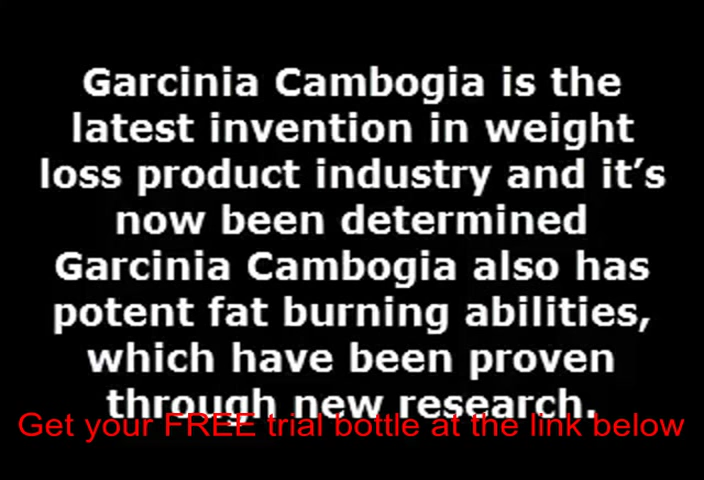 Garcinia Cambogia is the
latest invention in weight
loss product industry and it’s
now been determined
Garcinia Cambogia also has
potent fat burning abilities,
which have been proven
through new research.
Get your FREE trial bottle at the link below